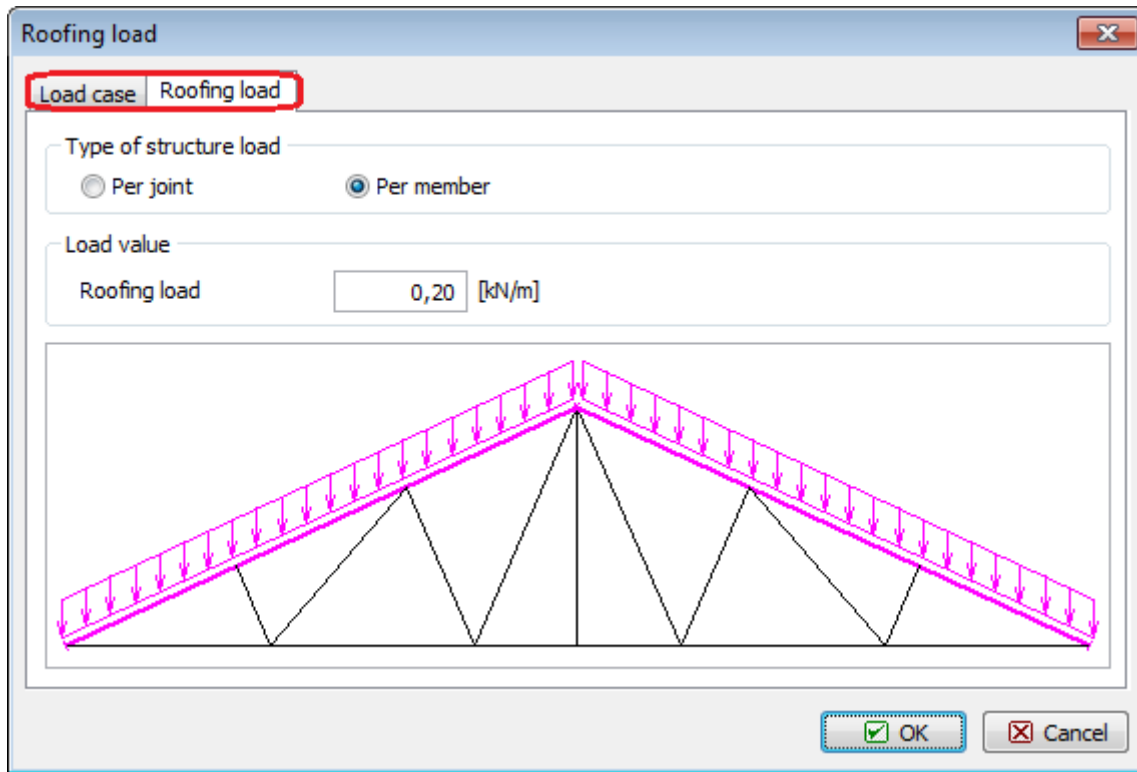 Roofing load
Load case Roofing load
Type of structure load
Per joint Per member
Load value
Roofing load 0,20 [kN/m]
OK Cancel